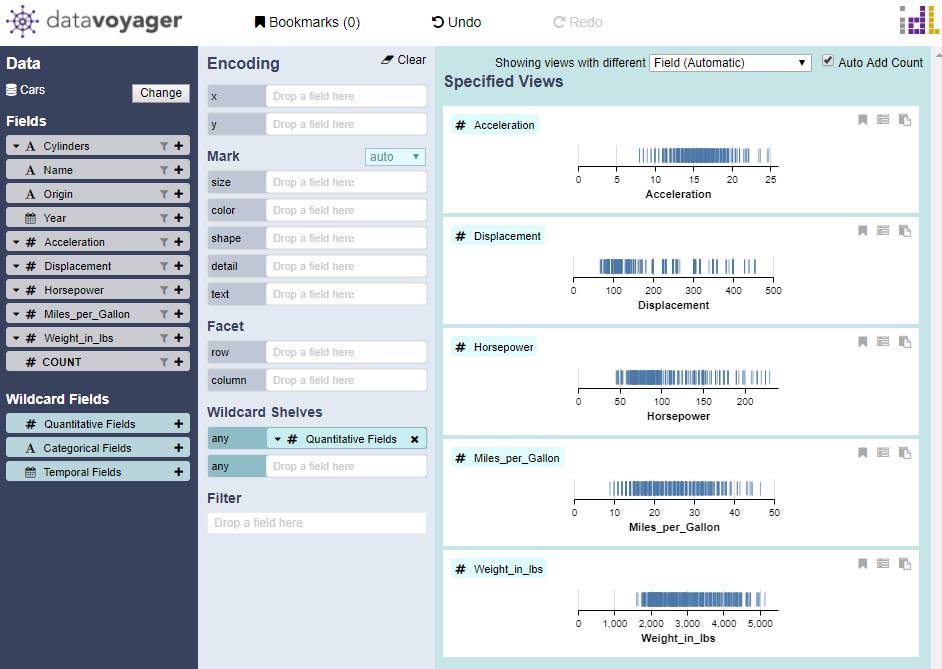 datavoyager
Bookmarks (0)
Undo
Redo
idl
Data
Cars
Change
Fields
A Cylinders
A Name
A Origin
Year
# Acceleration
# Displacement
# Horsepower
# Miles_per_Gallon
# Weight_in_lbs
# COUNT
Wildcard Fields
# Quantitative Fields
A Categorical Fields
Temporal Fields
Encoding
Clear
x Drop a field here
y Drop a field here
Mark auto
size Drop a field here
color Drop a field here
shape Drop a field here
detail Drop a field here
text Drop a field here
Facet
row Drop a field here
column Drop a field here
Wildcard Shelves
any # Quantitative Fields
any Drop a field here
Filter
Drop a field here
Showing views with different Field (Automatic) Auto Add Count
Specified Views
# Acceleration
0 5 10 15 20 25
Acceleration
# Displacement
0 100 200 300 400 500
Displacement
# Horsepower
0 50 100 150 200
Horsepower
# Miles_per_Gallon
0 10 20 30 40 50
Miles_per_Gallon
# Weight_in_lbs
0 1,000 2,000 3,000 4,000 5,000
Weight_in_lbs